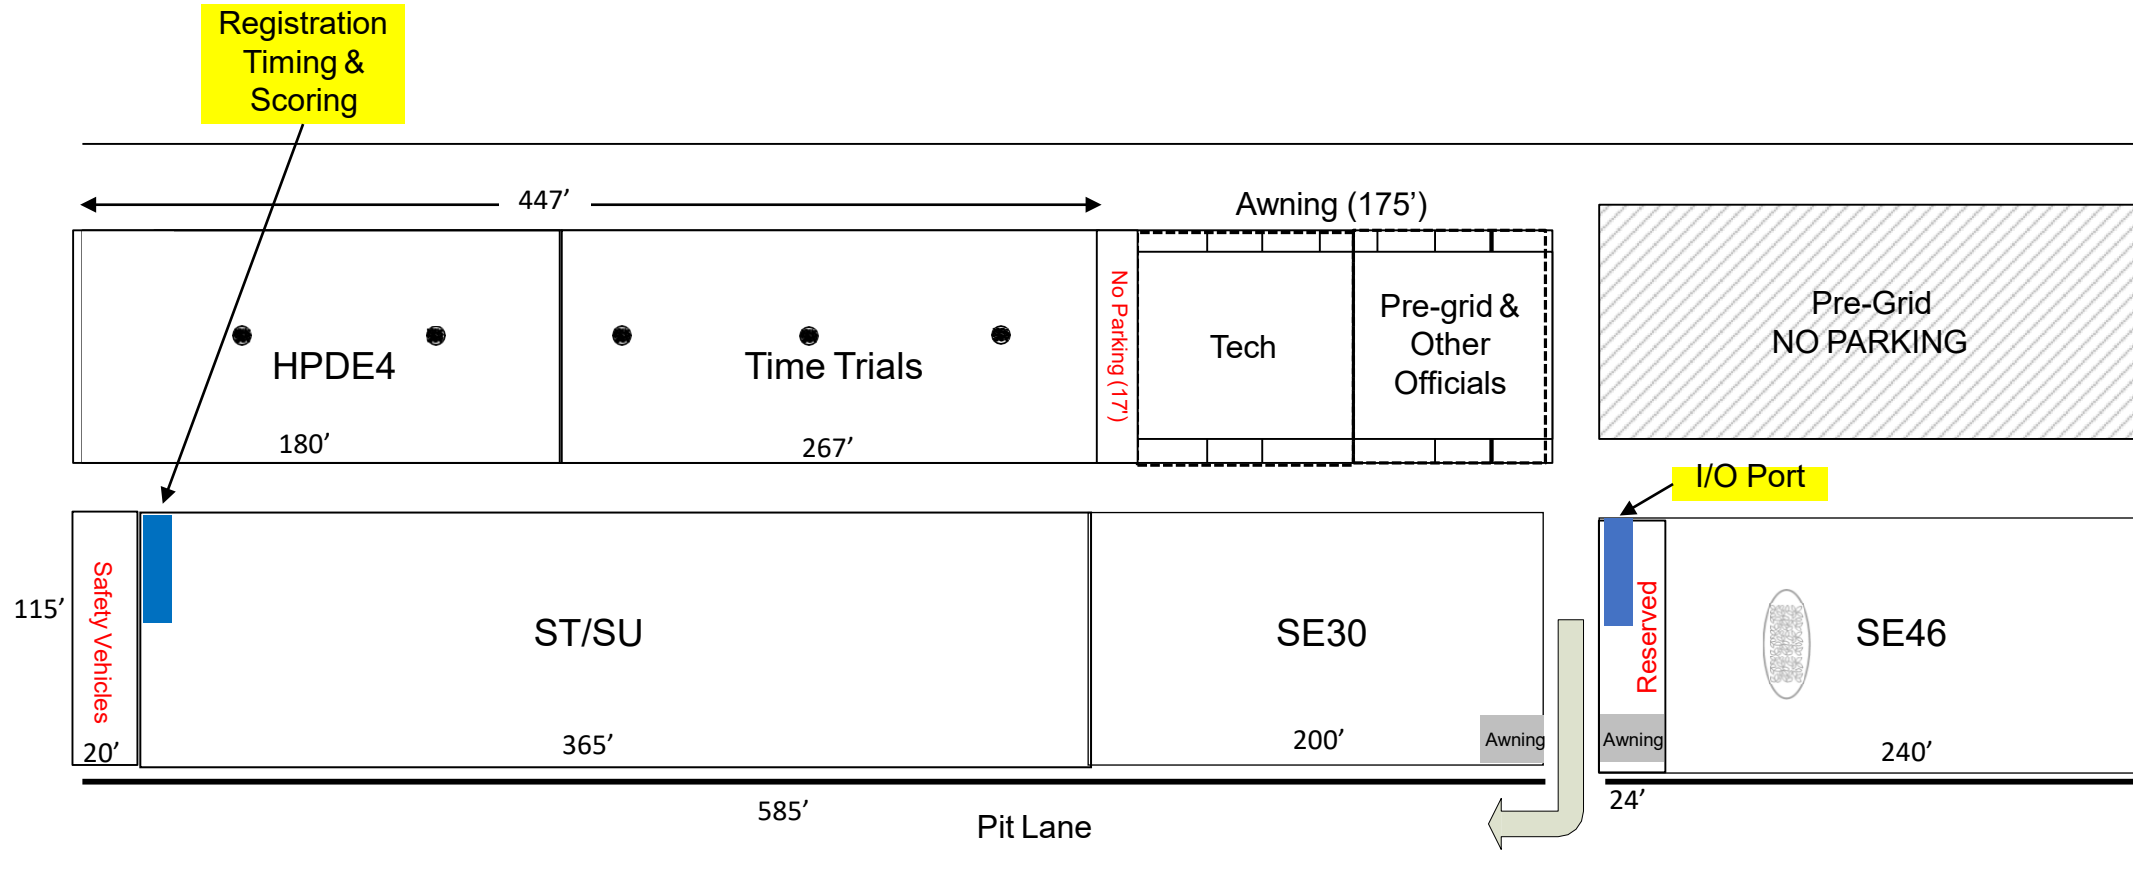 Registration
Timing &
Scoring
447’
Awning (175’)
HPDE4
180’
Time Trials
267’
No Parking (17’)
Tech
Pre-grid &
Other
Officials
Pre-Grid
NO PARKING
I/O Port
115’
Safety Vehicles
20’
ST/SU
365’
SE30
200’
Awning
Reserved
Awning
SE46
240’
585’
Pit Lane
24’